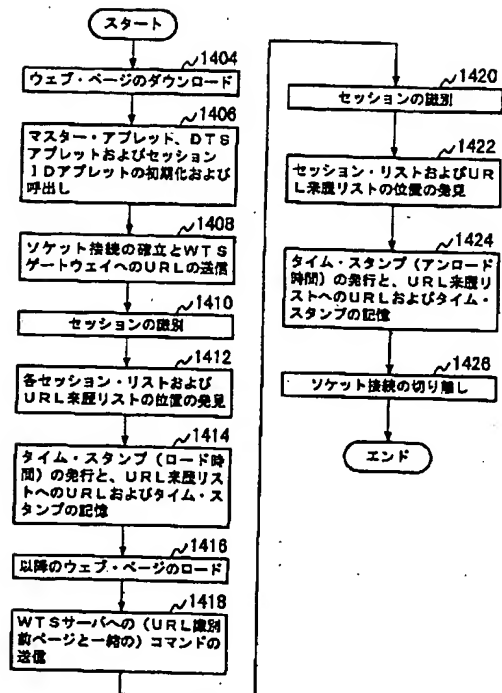 スタート
1404
ウェブ・ページのダウンロード
1406
マスター・アプレッド、DTS
アプレットおよびセッション
IDアプレットの初期化および
呼出し
1408
ソケット接続の確立とWTS
ゲートウェイへのURLの送信
1410
セッションの識別
1412
各セッション・リストおよび
URL来歴リストの位置の発見
1414
タイム・スタンプ（ロード時
間）の発行と、URL来歴リス
トへのURLおよびタイム・ス
タンプの記憶
1416
以降のウェブ・ページのロード
1418
WTSサーバへの（URL識別
前ページと一緒の）コマンドの
送信
1420
セッションの識別
1422
セッション・リストおよびUR
L来歴リストの位置の発見
1424
タイム・スタンプ（アンロード
時間）の発行と、URL来歴リ
ストへのURLおよびタイム・
スタンプの記憶
1426
ソケット接続の切り離し
エンド